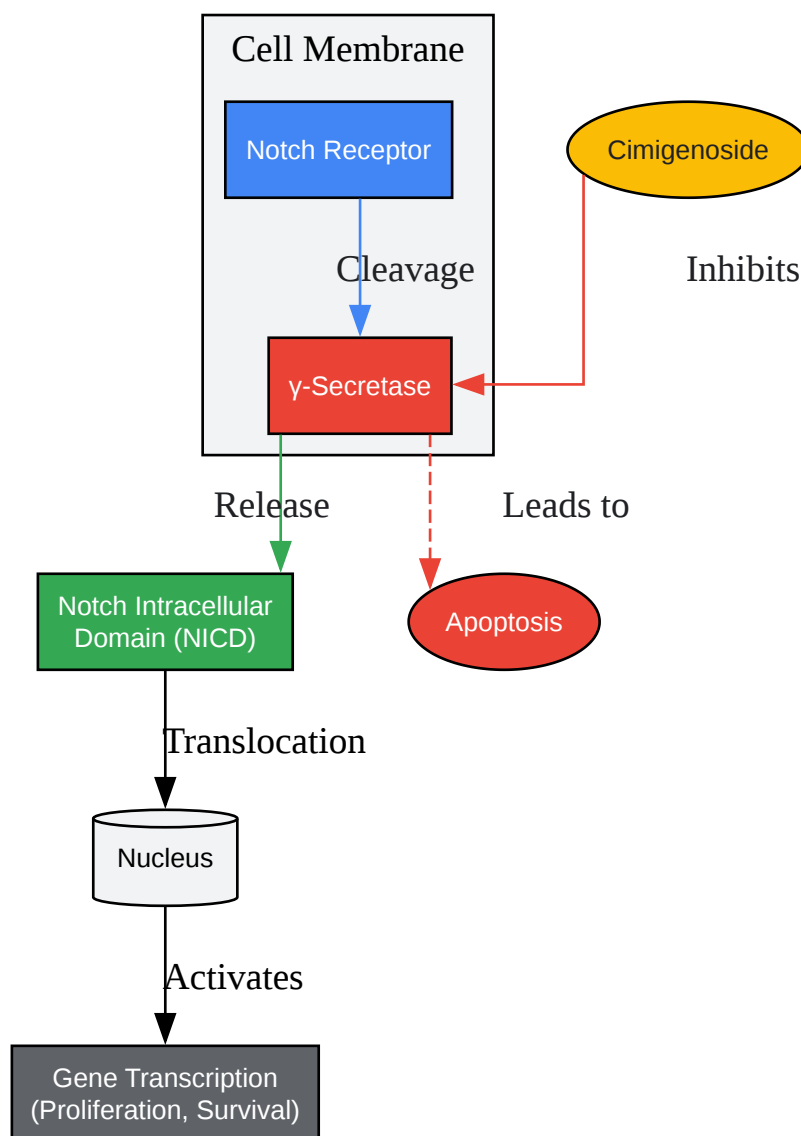 Cell Membrane
Notch Receptor
Cimigenoside
Cleavage
Inhibits
γ-Secretase
Release
Leads to
Notch Intracellular
Domain (NICD)
Apoptosis
Translocation
Nucleus
Activates
Gene Transcription
(Proliferation, Survival)